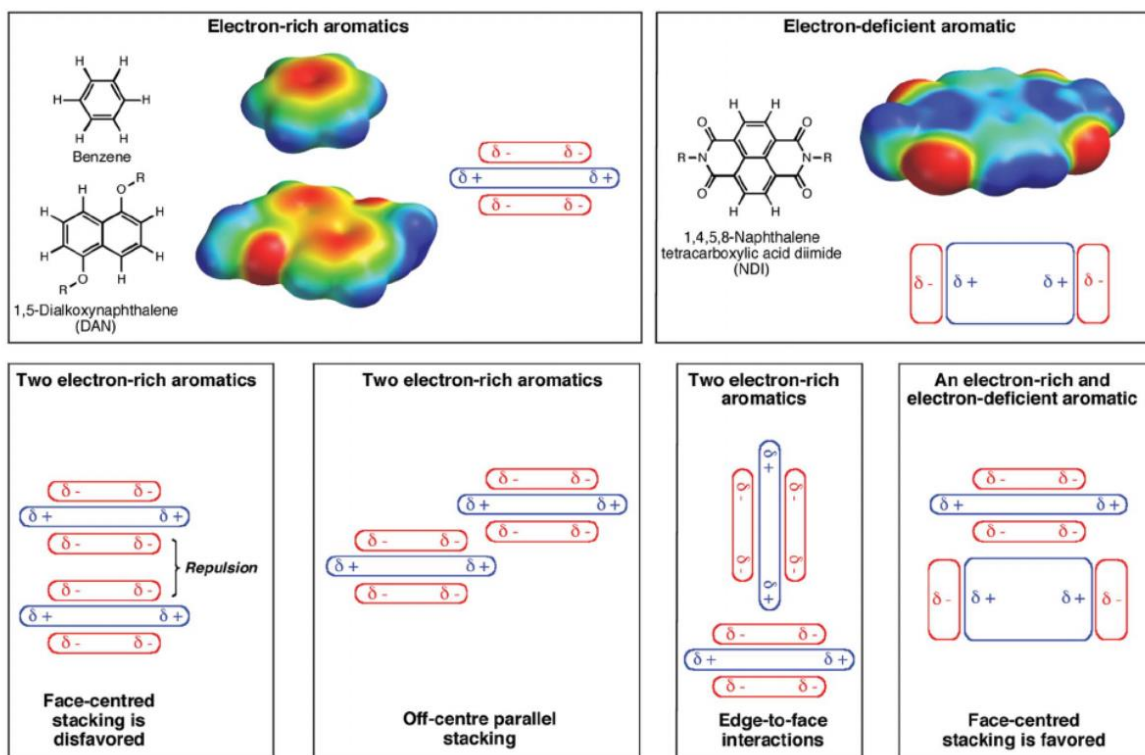 Electron-rich aromatics
H H
H H
H H
Benzene
H O R
H H
H H
R O H
1,5-Dialkoxynaphthalene
(DAN)
δ - δ -
δ + δ +
δ - δ -
Electron-deficient aromatic
H H
O O
R N N R
O O
H H
1,4,5,8-Naphthalene
tetracarboxylic acid diimide
(NDI)
δ - δ + δ + δ -
Two electron-rich aromatics
δ - δ -
δ + δ +
δ - δ -
Repulsion
δ - δ -
δ + δ +
δ - δ -
Face-centred
stacking is
disfavored
Two electron-rich aromatics
δ - δ -
δ + δ +
δ - δ -
δ - δ -
δ + δ +
δ - δ -
Off-centre parallel
stacking
Two electron-rich
aromatics
δ +
δ - δ -
δ - δ -
δ +
δ - δ -
δ + δ +
δ - δ -
Edge-to-face
interactions
An electron-rich and
electron-deficient aromatic
δ - δ -
δ + δ +
δ - δ -
δ - δ + δ + δ -
Face-centred
stacking is favored